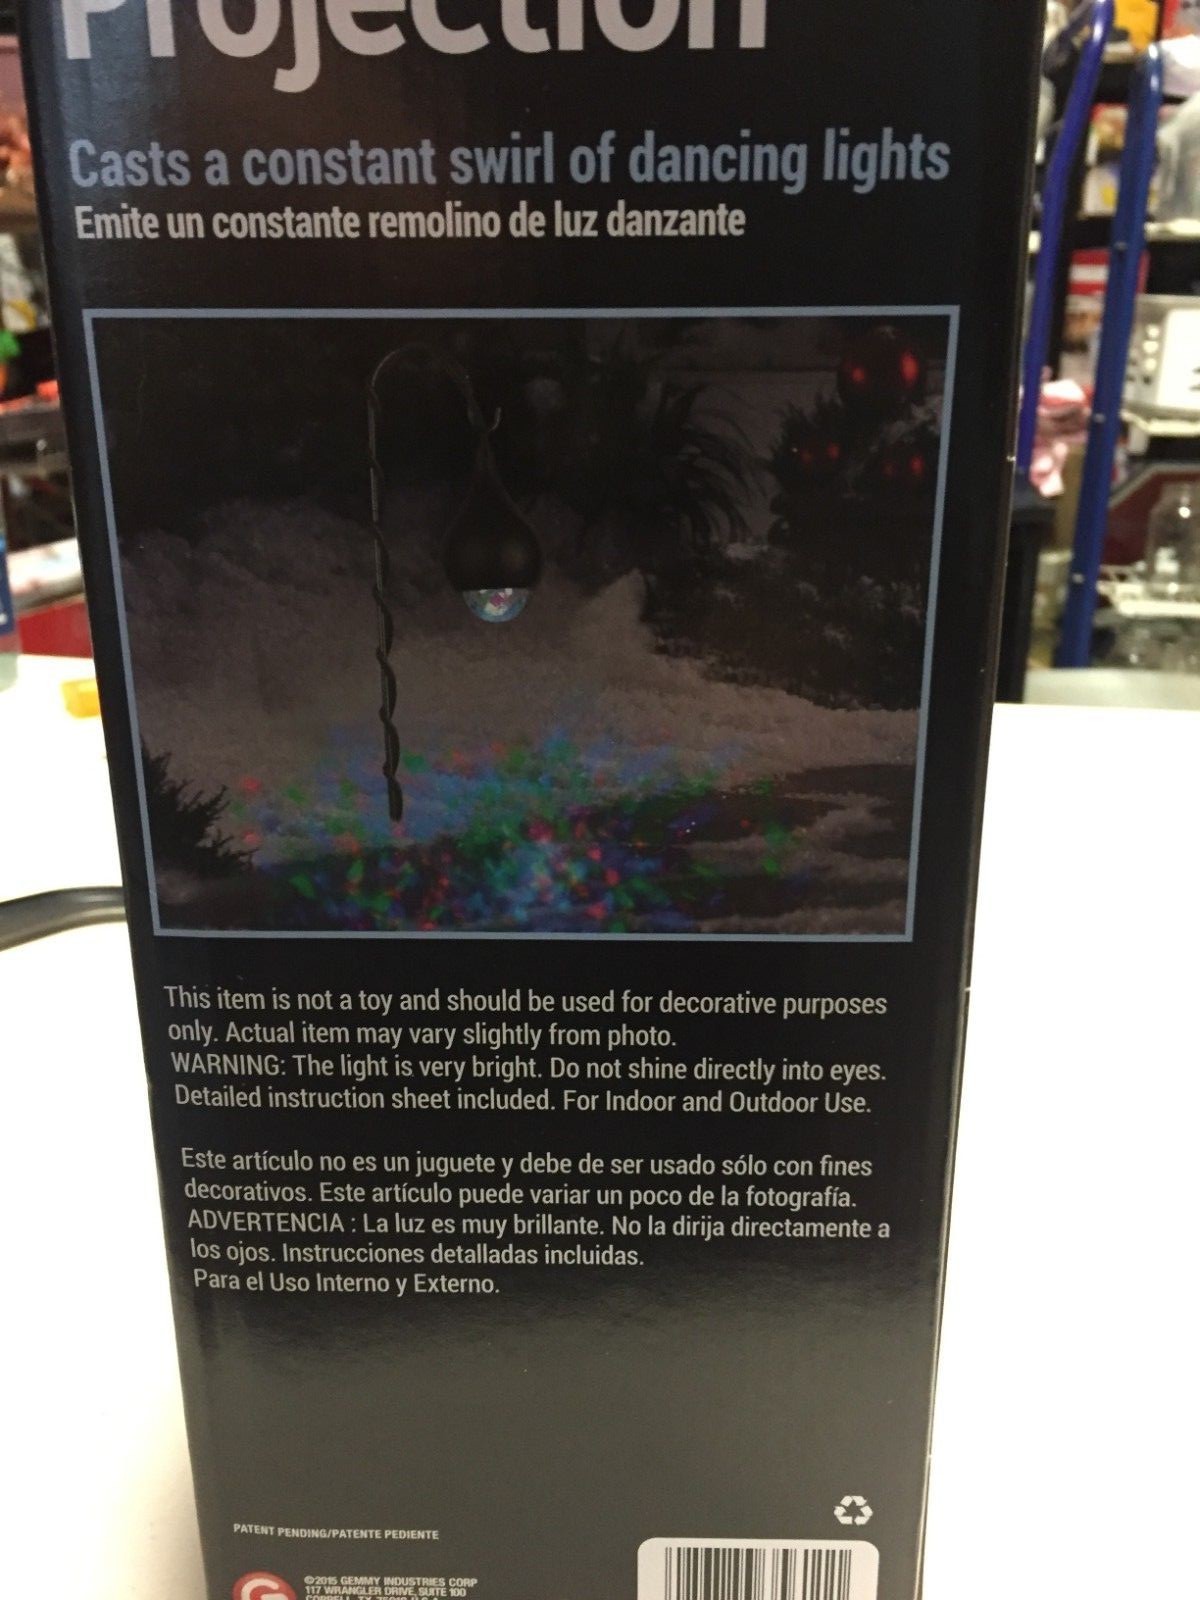 Projection
Casts a constant swirl of dancing lights
Emite un constante remolino de luz danzante
This item is not a toy and should be used for decorative purposes
only. Actual item may vary slightly from photo.
WARNING: The light is very bright. Do not shine directly into eyes.
Detailed instruction sheet included. For Indoor and Outdoor Use.
Este artículo no es un juguete y debe de ser usado sólo con fines
decorativos. Este artículo puede variar un poco de la fotografía.
ADVERTENCIA : La luz es muy brillante. No la dirija directamente a
los ojos. Instrucciones detalladas incluidas.
Para el Uso Interno y Externo.
PATENT PENDING/PATENTE PEDIENTE
G
©2015 GEMMY INDUSTRIES CORP
117 WRANGLER DRIVE, SUITE 100
COPPELL, TX 75019 U.S.A.